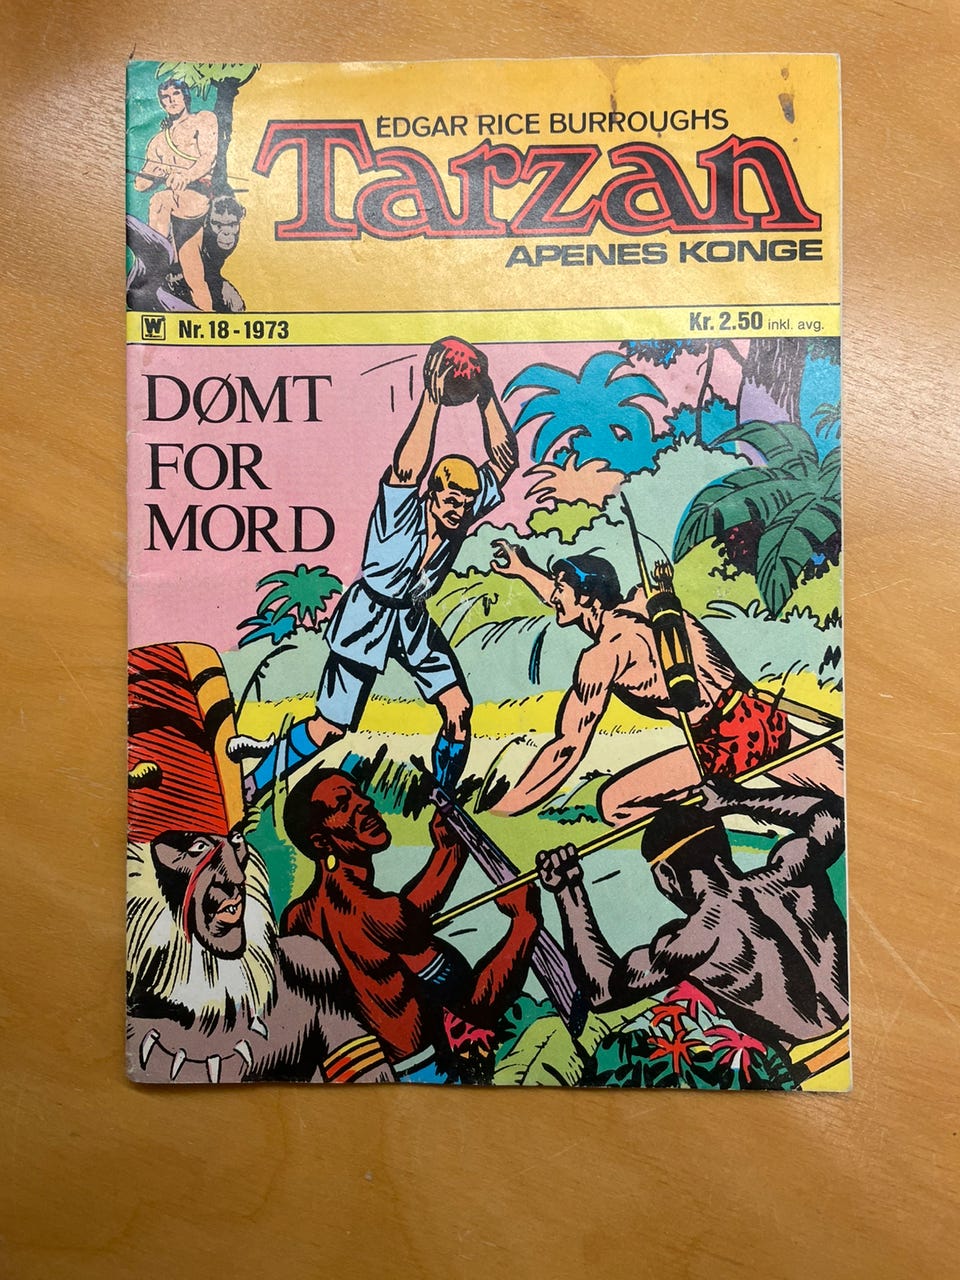 EDGAR RICE BURROUGHS
Tarzan
APENES KONGE
W Nr. 18 - 1973
Kr. 2.50 inkl. avg.
DØMT
FOR
MORD